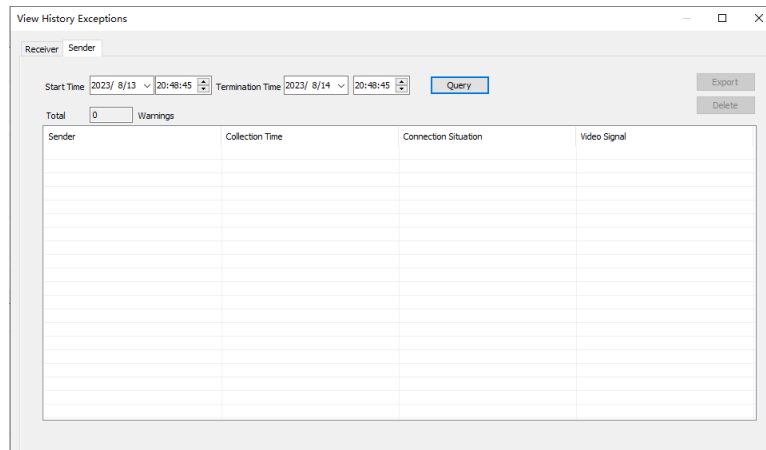 View History Exceptions
Receiver Sender
Start Time 2023/ 8/13 20:48:45 Termination Time 2023/ 8/14 20:48:45 Query Export
Delete
Total 0 Warnings
Sender Collection Time Connection Situation Video Signal